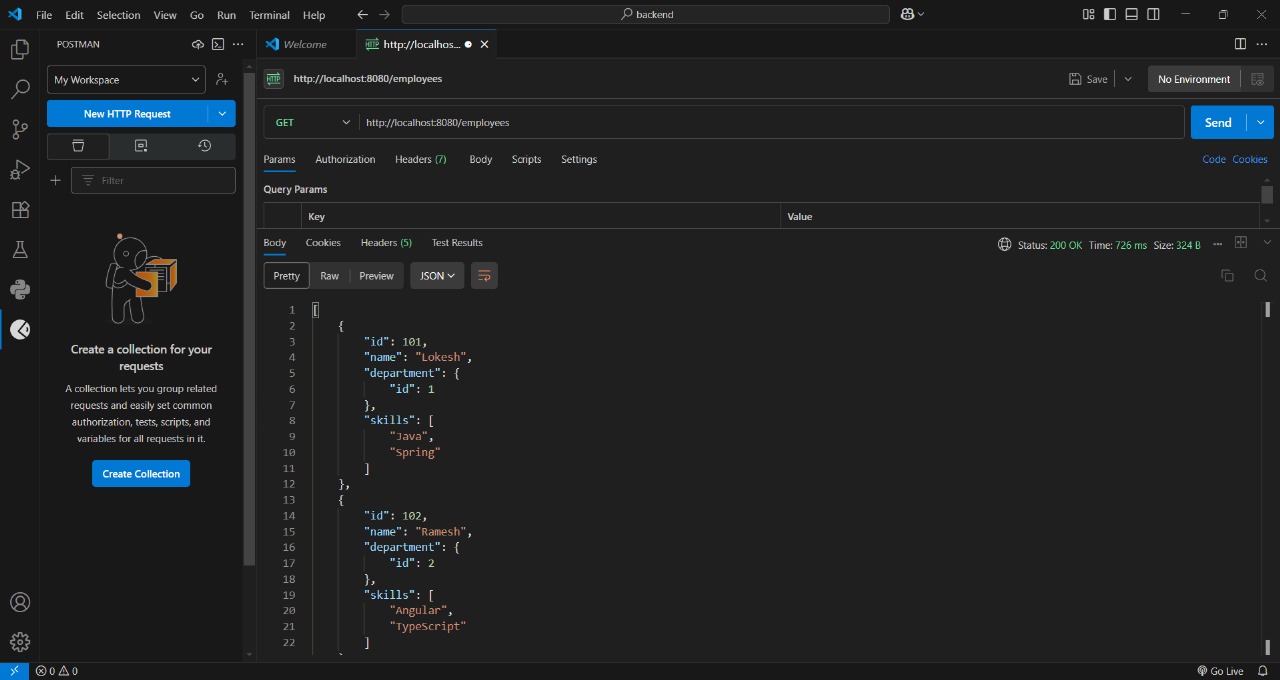 File Edit Selection View Go Run Terminal Help backend
POSTMAN
Welcome
http://localhos...
My Workspace
New HTTP Request
Filter
Create a collection for your
requests
A collection lets you group related
requests and easily set common
authorization, tests, scripts, and
variables for all requests in it.
Create Collection
HTTP http://localhost:8080/employees Save No Environment
GET http://localhost:8080/employees Send
Params Authorization Headers (7) Body Scripts Settings Code Cookies
Query Params
Key Value
Body Cookies Headers (5) Test Results Status: 200 OK Time: 726 ms Size: 324 B
Pretty Raw Preview JSON
1 [
2 {
3 "id": 101,
4 "name": "Lokesh",
5 "department": {
6 "id": 1
7 },
8 "skills": [
9 "Java",
10 "Spring"
11 ]
12 },
13 {
14 "id": 102,
15 "name": "Ramesh",
16 "department": {
17 "id": 2
18 },
19 "skills": [
20 "Angular",
21 "TypeScript"
22 ]
0 0 Go Live